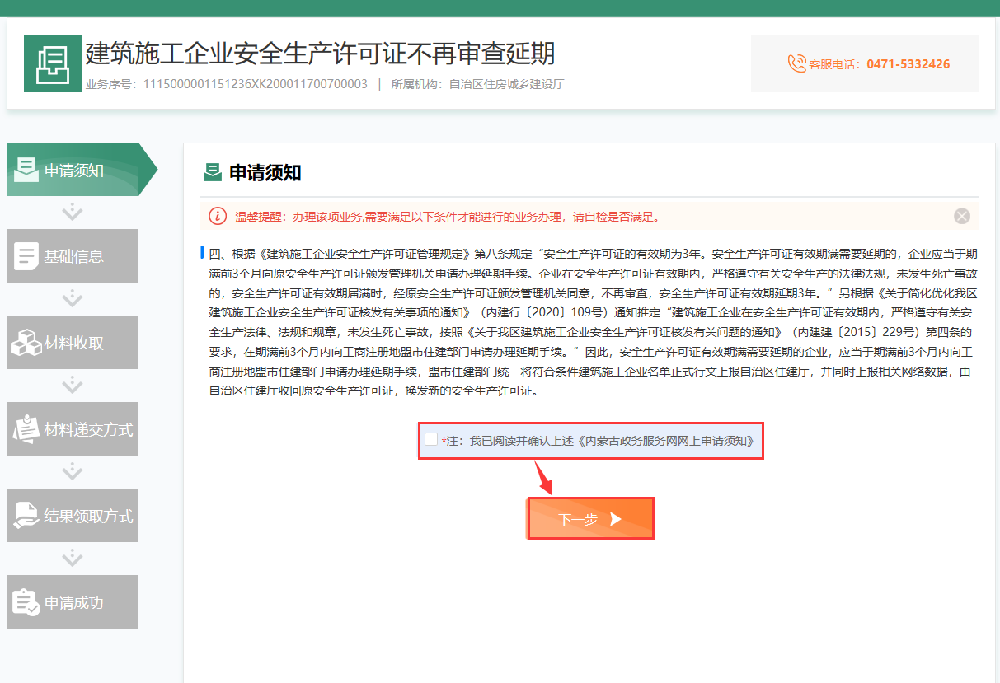 建筑施工企业安全生产许可证不再审查延期
业务序号：1115000001151236XK200011700700003 | 所属机构：自治区住房城乡建设厅
客服电话：0471-5332426
申请须知
基础信息
材料收取
材料递交方式
结果领取方式
申请成功
申请须知
温馨提醒：办理该项业务,需要满足以下条件才能进行的业务办理，请自检是否满足。
四、根据《建筑施工企业安全生产许可证管理规定》第八条规定“安全生产许可证的有效期为3年。安全生产许可证有效期满需要延期的，企业应当于期
满前3个月向原安全生产许可证颁发管理机关申请办理延期手续。企业在安全生产许可证有效期内，严格遵守有关安全生产的法律法规，未发生死亡事故
的，安全生产许可证有效期届满时，经原安全生产许可证颁发管理机关同意，不再审查，安全生产许可证有效期延期3年。”另根据《关于简化优化我区
建筑施工企业安全生产许可证核发有关事项的通知》（内建行〔2020〕109号）通知推定“建筑施工企业在安全生产许可证有效期内，严格遵守有关安
全生产法律、法规和规章，未发生死亡事故，按照《关于我区建筑施工企业安全生产许可证核发有关问题的通知》（内建建〔2015〕229号）第四条的
要求，在期满前3个月内向工商注册地盟市住建部门申请办理延期手续。”因此，安全生产许可证有效期满需要延期的企业，应当于期满前3个月内向工
商注册地盟市住建部门申请办理延期手续，盟市住建部门统一将符合条件建筑施工企业名单正式行文上报自治区住建厅，并同时上报相关网络数据，由
自治区住建厅收回原安全生产许可证，换发新的安全生产许可证。
*注：我已阅读并确认上述《内蒙古政务服务网网上申请须知》
下一步